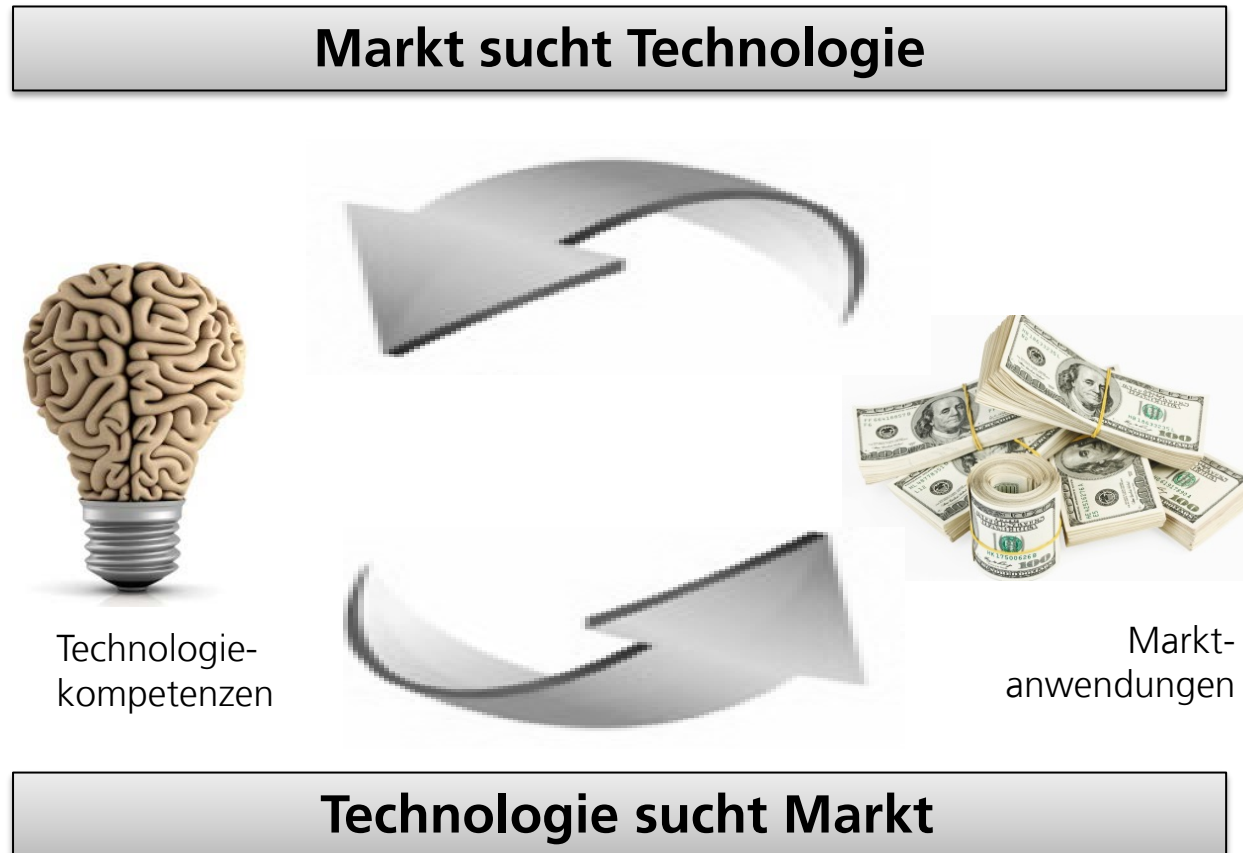 Markt sucht Technologie
Technologie-
kompetenzen
Markt-
anwendungen
Technologie sucht Markt